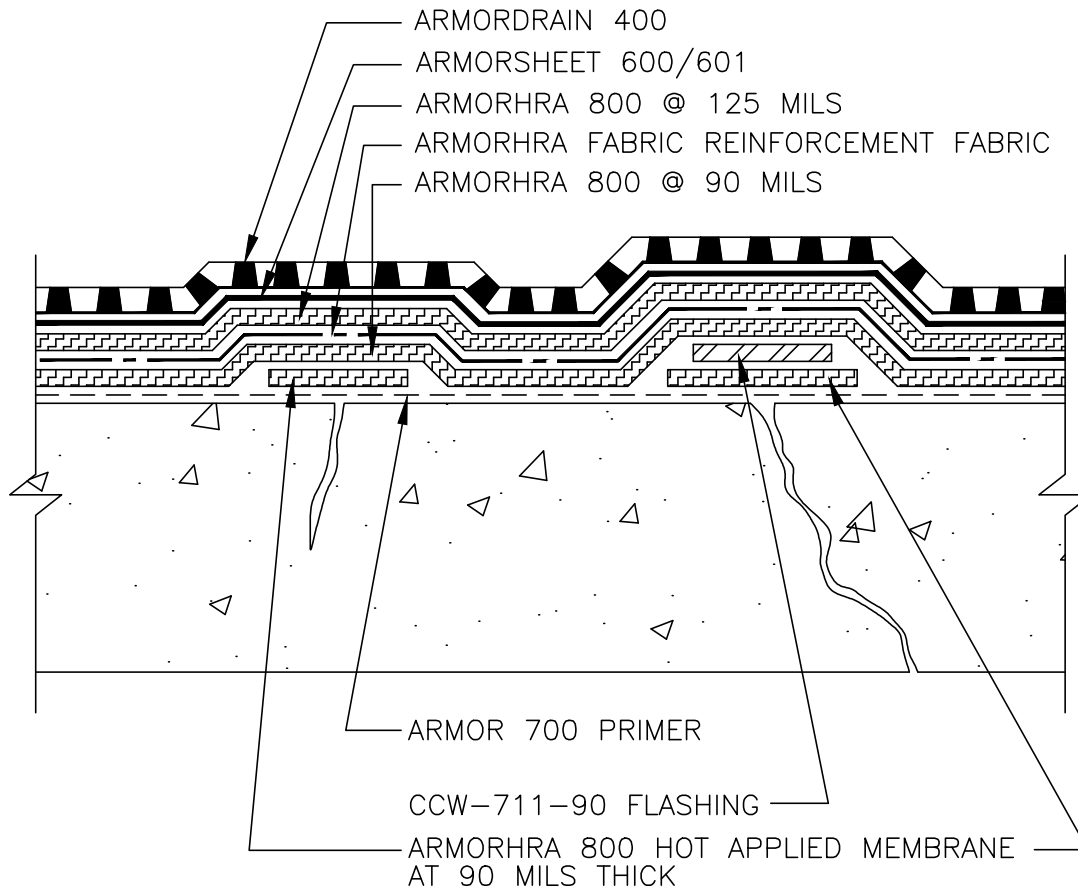 ARMORDRAIN 400
ARMORSHEET 600/601
ARMORHRA 800 @ 125 MILS
ARMORHRA FABRIC REINFORCEMENT FABRIC
ARMORHRA 800 @ 90 MILS
ARMOR 700 PRIMER
CCW-711-90 FLASHING
ARMORHRA 800 HOT APPLIED MEMBRANE
AT 90 MILS THICK